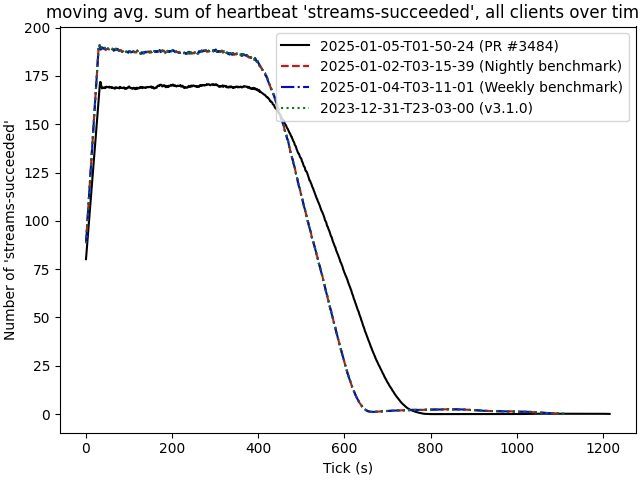 moving avg. sum of heartbeat 'streams-succeeded', all clients over tim
200
175
150
125
100
75
50
25
0
Number of 'streams-succeeded'
2025-01-05-T01-50-24 (PR #3484)
2025-01-02-T03-15-39 (Nightly benchmark)
2025-01-04-T03-11-01 (Weekly benchmark)
2023-12-31-T23-03-00 (v3.1.0)
0 200 400 600 800 1000 1200
Tick (s)